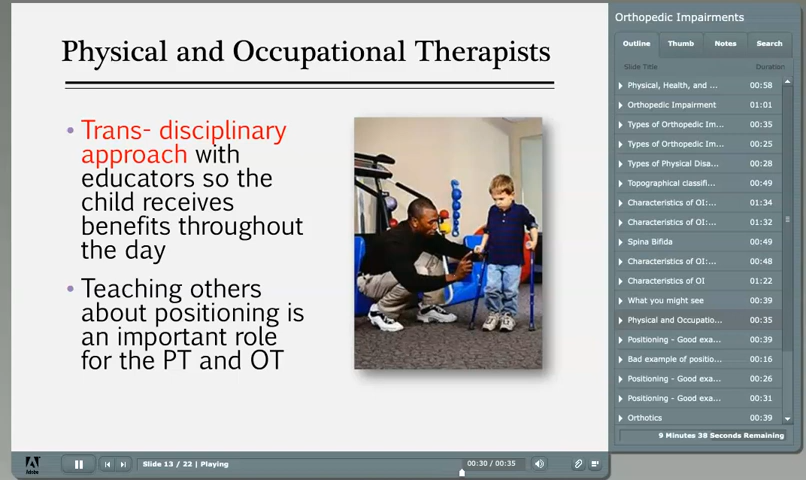 Physical and Occupational Therapists
• Trans- disciplinary
approach with
educators so the
child receives
benefits throughout
the day
• Teaching others
about positioning is
an important role
for the PT and OT
Orthopedic Impairments
Outline Thumb Notes Search
Slide Title Duration
Physical, Health, and ... 00:58
Orthopedic Impairment 01:01
Types of Orthopedic Im... 00:35
Types of Orthopedic Im... 00:25
Types of Physical Disa... 00:28
Topographical classifi... 00:49
Characteristics of OI:... 01:34
Characteristics of OI:... 01:32
Spina Bifida 00:49
Characteristics of OI:... 00:48
Characteristics of OI 01:22
What you might see 00:39
Physical and Occupatio... 00:35
Positioning - Good exa... 00:39
Bad example of positio... 00:16
Positioning - Good exa... 00:26
Positioning - Good exa... 00:31
Orthotics 00:39
9 Minutes 38 Seconds Remaining
Adobe
Slide 13 / 22 | Playing
00:30 / 00:35